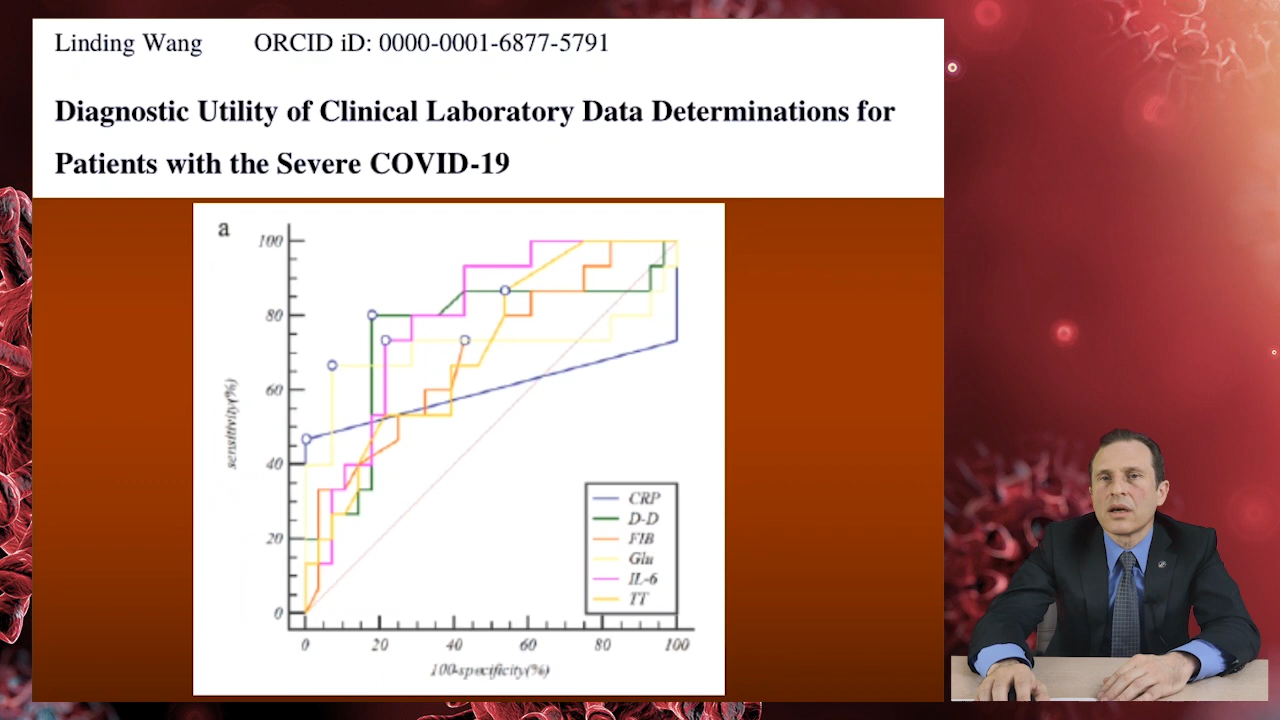 Linding Wang ORCID iD: 0000-0001-6877-5791
Diagnostic Utility of Clinical Laboratory Data Determinations for
Patients with the Severe COVID-19
a
100
80
60
40
20
0
sensitivity(%)
CRP
D-D
FIB
Glu
IL-6
TT
0 20 40 60 80 100
100-specificity(%)